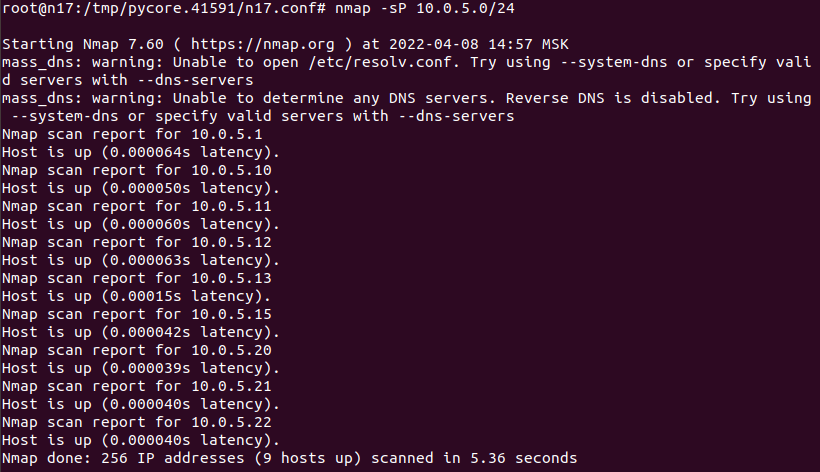 root@n17:/tmp/pycore.41591/n17.conf# nmap -sP 10.0.5.0/24
Starting Nmap 7.60 ( https://nmap.org ) at 2022-04-08 14:57 MSK
mass_dns: warning: Unable to open /etc/resolv.conf. Try using --system-dns or specify vali
d servers with --dns-servers
mass_dns: warning: Unable to determine any DNS servers. Reverse DNS is disabled. Try using
 --system-dns or specify valid servers with --dns-servers
Nmap scan report for 10.0.5.1
Host is up (0.000064s latency).
Nmap scan report for 10.0.5.10
Host is up (0.000050s latency).
Nmap scan report for 10.0.5.11
Host is up (0.000060s latency).
Nmap scan report for 10.0.5.12
Host is up (0.000063s latency).
Nmap scan report for 10.0.5.13
Host is up (0.00015s latency).
Nmap scan report for 10.0.5.15
Host is up (0.000042s latency).
Nmap scan report for 10.0.5.20
Host is up (0.000039s latency).
Nmap scan report for 10.0.5.21
Host is up (0.000040s latency).
Nmap scan report for 10.0.5.22
Host is up (0.000040s latency).
Nmap done: 256 IP addresses (9 hosts up) scanned in 5.36 seconds